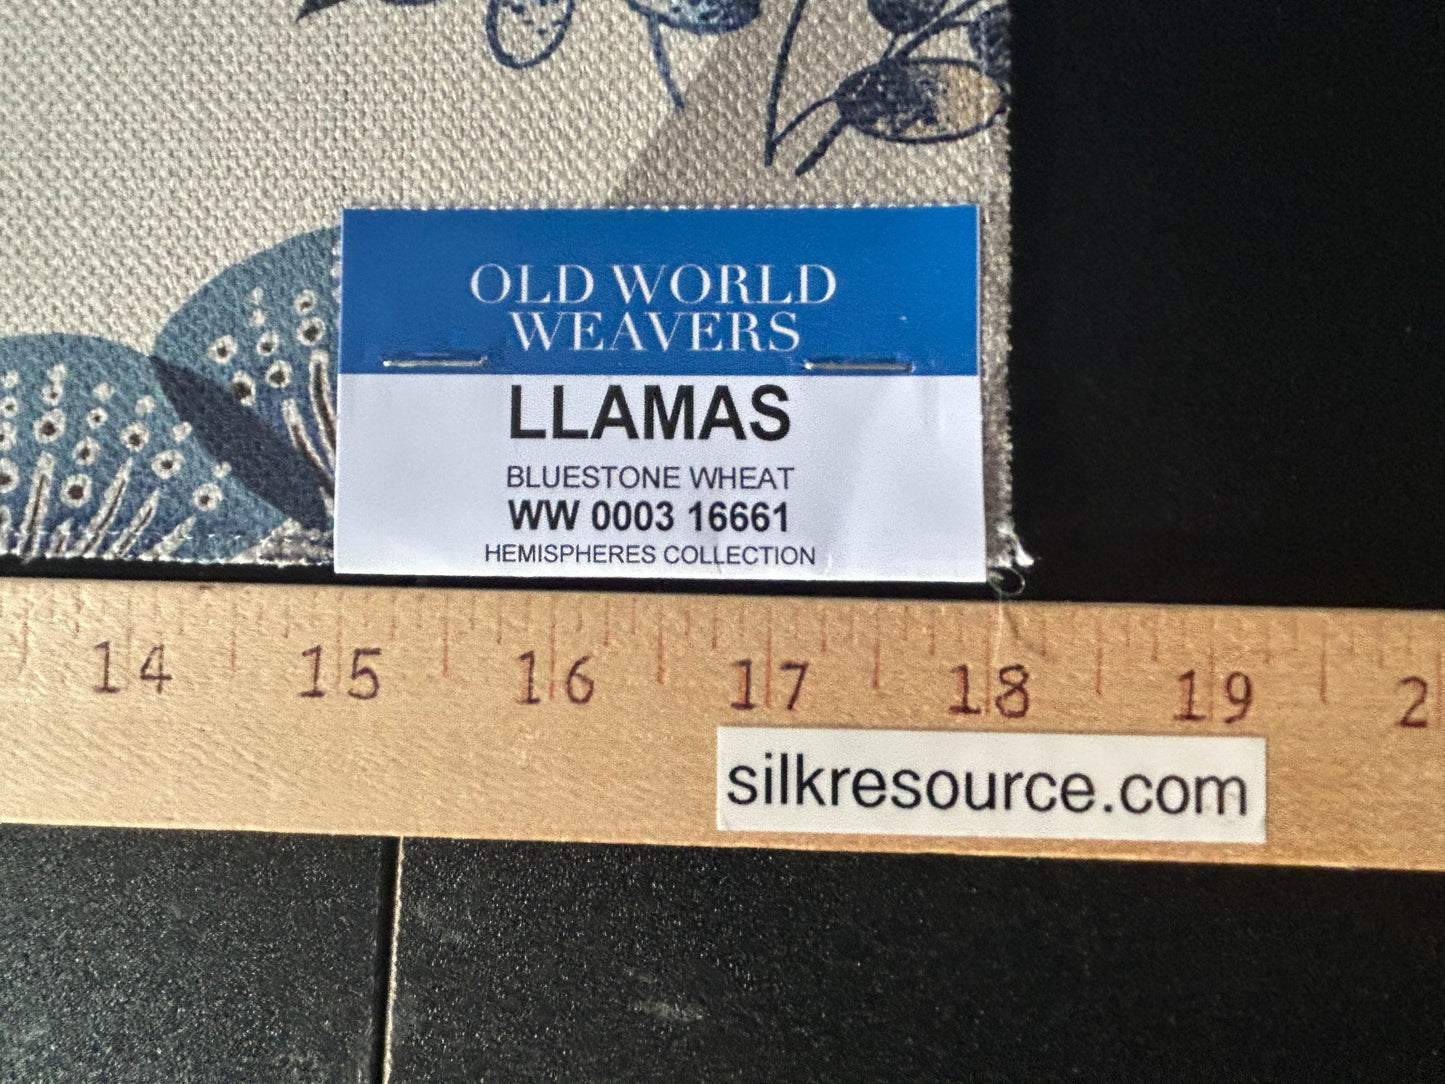 OLD WORLD
WEAVERS
LLAMAS
BLUESTONE WHEAT
WW 0003 16661
HEMISPHERES COLLECTION
14 15 16 17 18 19 2
silkresource.com